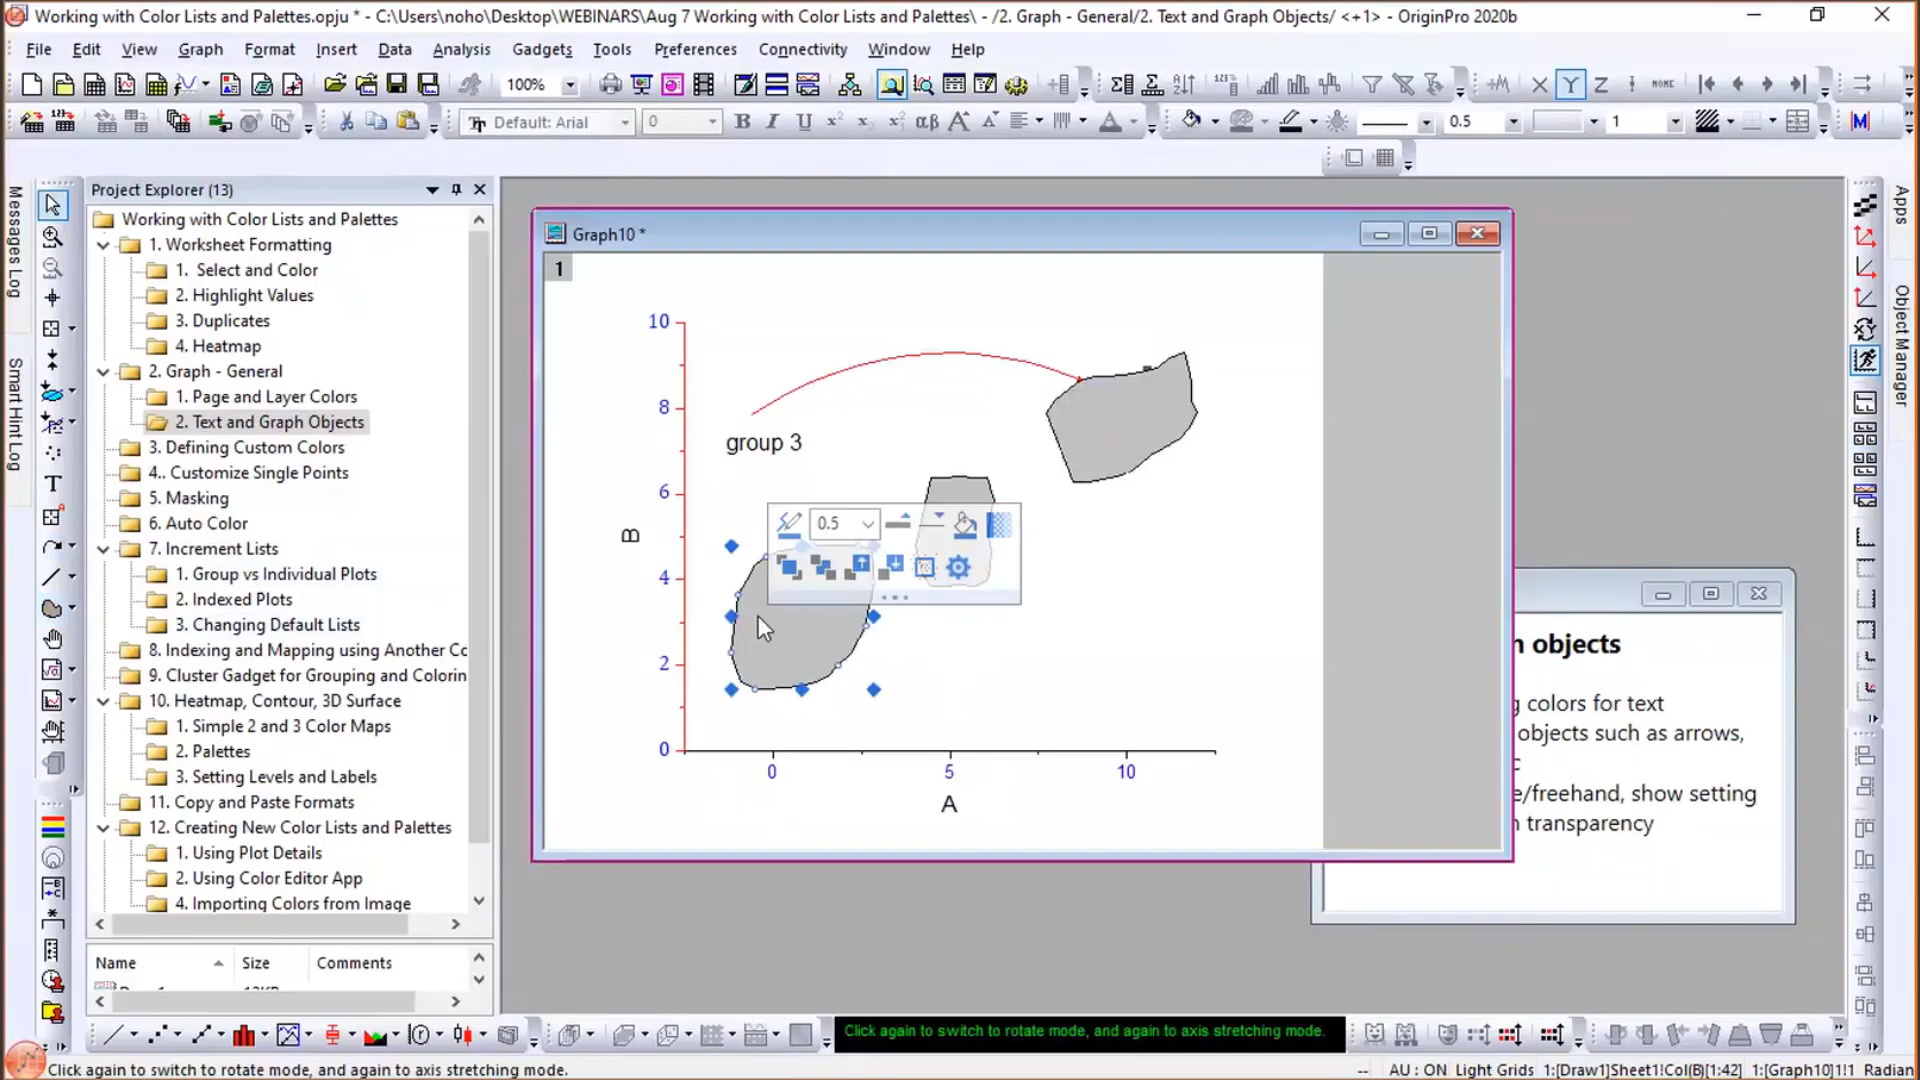 Working with Color Lists and Palettes.opju * - C:\Users\noho\Desktop\WEBINARS\Aug 7 Working with Color Lists and Palettes\ - /2. Graph - General/2. Text and Graph Objects/ <+1> - OriginPro 2020b
File Edit View Graph Format Insert Data Analysis Gadgets Tools Preferences Connectivity Window Help
100%
X Y Z HOME
Default: Arial 0 B I U αβ 0.5 1
Messages Log
Smart Hint Log
Project Explorer (13)
Working with Color Lists and Palettes
1. Worksheet Formatting
1. Select and Color
2. Highlight Values
3. Duplicates
4. Heatmap
2. Graph - General
1. Page and Layer Colors
2. Text and Graph Objects
3. Defining Custom Colors
4.. Customize Single Points
5. Masking
6. Auto Color
7. Increment Lists
1. Group vs Individual Plots
2. Indexed Plots
3. Changing Default Lists
8. Indexing and Mapping using Another Cc
9. Cluster Gadget for Grouping and Colorin
10. Heatmap, Contour, 3D Surface
1. Simple 2 and 3 Color Maps
2. Palettes
3. Setting Levels and Labels
11. Copy and Paste Formats
12. Creating New Color Lists and Palettes
1. Using Plot Details
2. Using Color Editor App
4. Importing Colors from Image
Name Size Comments
Graph10 *
1
10
8
6
4
2
0
B
group 3
0.5
0 5 10
A
objects
colors for text
objects such as arrows,
e/freehand, show setting
transparency
Apps
Object Manager
Click again to switch to rotate mode, and again to axis stretching mode.
Click again to switch to rotate mode, and again to axis stretching mode.
-- AU : ON Light Grids 1:[Draw1]Sheet1!Col(B)[1:42] 1:[Graph10]1!1 Radian